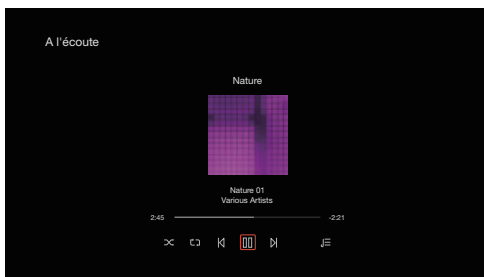 A l'écoute
Nature
Nature 01
Various Artists
2:45
-2:21